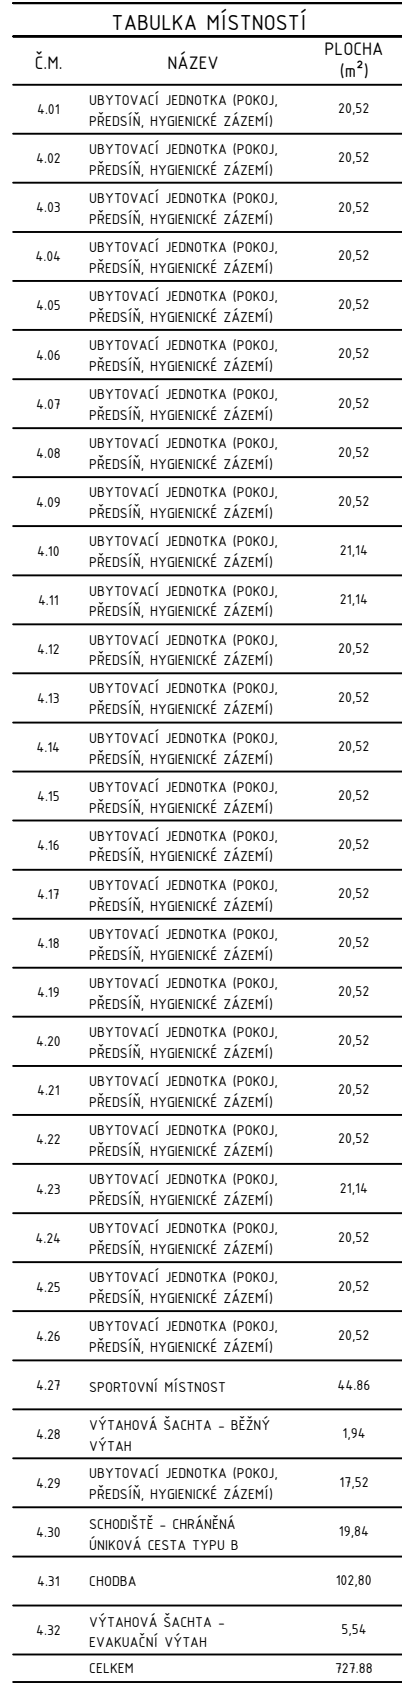 TABULKA MÍSTNOSTÍ
Č.M. NÁZEV PLOCHA
(m²)
4.01 UBYTOVACÍ JEDNOTKA (POKOJ, 20,52
PŘEDSÍŇ, HYGIENICKÉ ZÁZEMÍ)
4.02 UBYTOVACÍ JEDNOTKA (POKOJ, 20,52
PŘEDSÍŇ, HYGIENICKÉ ZÁZEMÍ)
4.03 UBYTOVACÍ JEDNOTKA (POKOJ, 20,52
PŘEDSÍŇ, HYGIENICKÉ ZÁZEMÍ)
4.04 UBYTOVACÍ JEDNOTKA (POKOJ, 20,52
PŘEDSÍŇ, HYGIENICKÉ ZÁZEMÍ)
4.05 UBYTOVACÍ JEDNOTKA (POKOJ, 20,52
PŘEDSÍŇ, HYGIENICKÉ ZÁZEMÍ)
4.06 UBYTOVACÍ JEDNOTKA (POKOJ, 20,52
PŘEDSÍŇ, HYGIENICKÉ ZÁZEMÍ)
4.07 UBYTOVACÍ JEDNOTKA (POKOJ, 20,52
PŘEDSÍŇ, HYGIENICKÉ ZÁZEMÍ)
4.08 UBYTOVACÍ JEDNOTKA (POKOJ, 20,52
PŘEDSÍŇ, HYGIENICKÉ ZÁZEMÍ)
4.09 UBYTOVACÍ JEDNOTKA (POKOJ, 20,52
PŘEDSÍŇ, HYGIENICKÉ ZÁZEMÍ)
4.10 UBYTOVACÍ JEDNOTKA (POKOJ, 21,14
PŘEDSÍŇ, HYGIENICKÉ ZÁZEMÍ)
4.11 UBYTOVACÍ JEDNOTKA (POKOJ, 21,14
PŘEDSÍŇ, HYGIENICKÉ ZÁZEMÍ)
4.12 UBYTOVACÍ JEDNOTKA (POKOJ, 20,52
PŘEDSÍŇ, HYGIENICKÉ ZÁZEMÍ)
4.13 UBYTOVACÍ JEDNOTKA (POKOJ, 20,52
PŘEDSÍŇ, HYGIENICKÉ ZÁZEMÍ)
4.14 UBYTOVACÍ JEDNOTKA (POKOJ, 20,52
PŘEDSÍŇ, HYGIENICKÉ ZÁZEMÍ)
4.15 UBYTOVACÍ JEDNOTKA (POKOJ, 20,52
PŘEDSÍŇ, HYGIENICKÉ ZÁZEMÍ)
4.16 UBYTOVACÍ JEDNOTKA (POKOJ, 20,52
PŘEDSÍŇ, HYGIENICKÉ ZÁZEMÍ)
4.17 UBYTOVACÍ JEDNOTKA (POKOJ, 20,52
PŘEDSÍŇ, HYGIENICKÉ ZÁZEMÍ)
4.18 UBYTOVACÍ JEDNOTKA (POKOJ, 20,52
PŘEDSÍŇ, HYGIENICKÉ ZÁZEMÍ)
4.19 UBYTOVACÍ JEDNOTKA (POKOJ, 20,52
PŘEDSÍŇ, HYGIENICKÉ ZÁZEMÍ)
4.20 UBYTOVACÍ JEDNOTKA (POKOJ, 20,52
PŘEDSÍŇ, HYGIENICKÉ ZÁZEMÍ)
4.21 UBYTOVACÍ JEDNOTKA (POKOJ, 20,52
PŘEDSÍŇ, HYGIENICKÉ ZÁZEMÍ)
4.22 UBYTOVACÍ JEDNOTKA (POKOJ, 20,52
PŘEDSÍŇ, HYGIENICKÉ ZÁZEMÍ)
4.23 UBYTOVACÍ JEDNOTKA (POKOJ, 21,14
PŘEDSÍŇ, HYGIENICKÉ ZÁZEMÍ)
4.24 UBYTOVACÍ JEDNOTKA (POKOJ, 20,52
PŘEDSÍŇ, HYGIENICKÉ ZÁZEMÍ)
4.25 UBYTOVACÍ JEDNOTKA (POKOJ, 20,52
PŘEDSÍŇ, HYGIENICKÉ ZÁZEMÍ)
4.26 UBYTOVACÍ JEDNOTKA (POKOJ, 20,52
PŘEDSÍŇ, HYGIENICKÉ ZÁZEMÍ)
4.27 SPORTOVNÍ MÍSTNOST 44.86
4.28 VÝTAHOVÁ ŠACHTA - BĚŽNÝ 1,94
VÝTAH
4.29 UBYTOVACÍ JEDNOTKA (POKOJ, 17,52
PŘEDSÍŇ, HYGIENICKÉ ZÁZEMÍ)
4.30 SCHODIŠTĚ - CHRÁNĚNÁ 19,84
ÚNIKOVÁ CESTA TYPU B
4.31 CHODBA 102,80
4.32 VÝTAHOVÁ ŠACHTA - 5,54
EVAKUAČNÍ VÝTAH
CELKEM 727.88